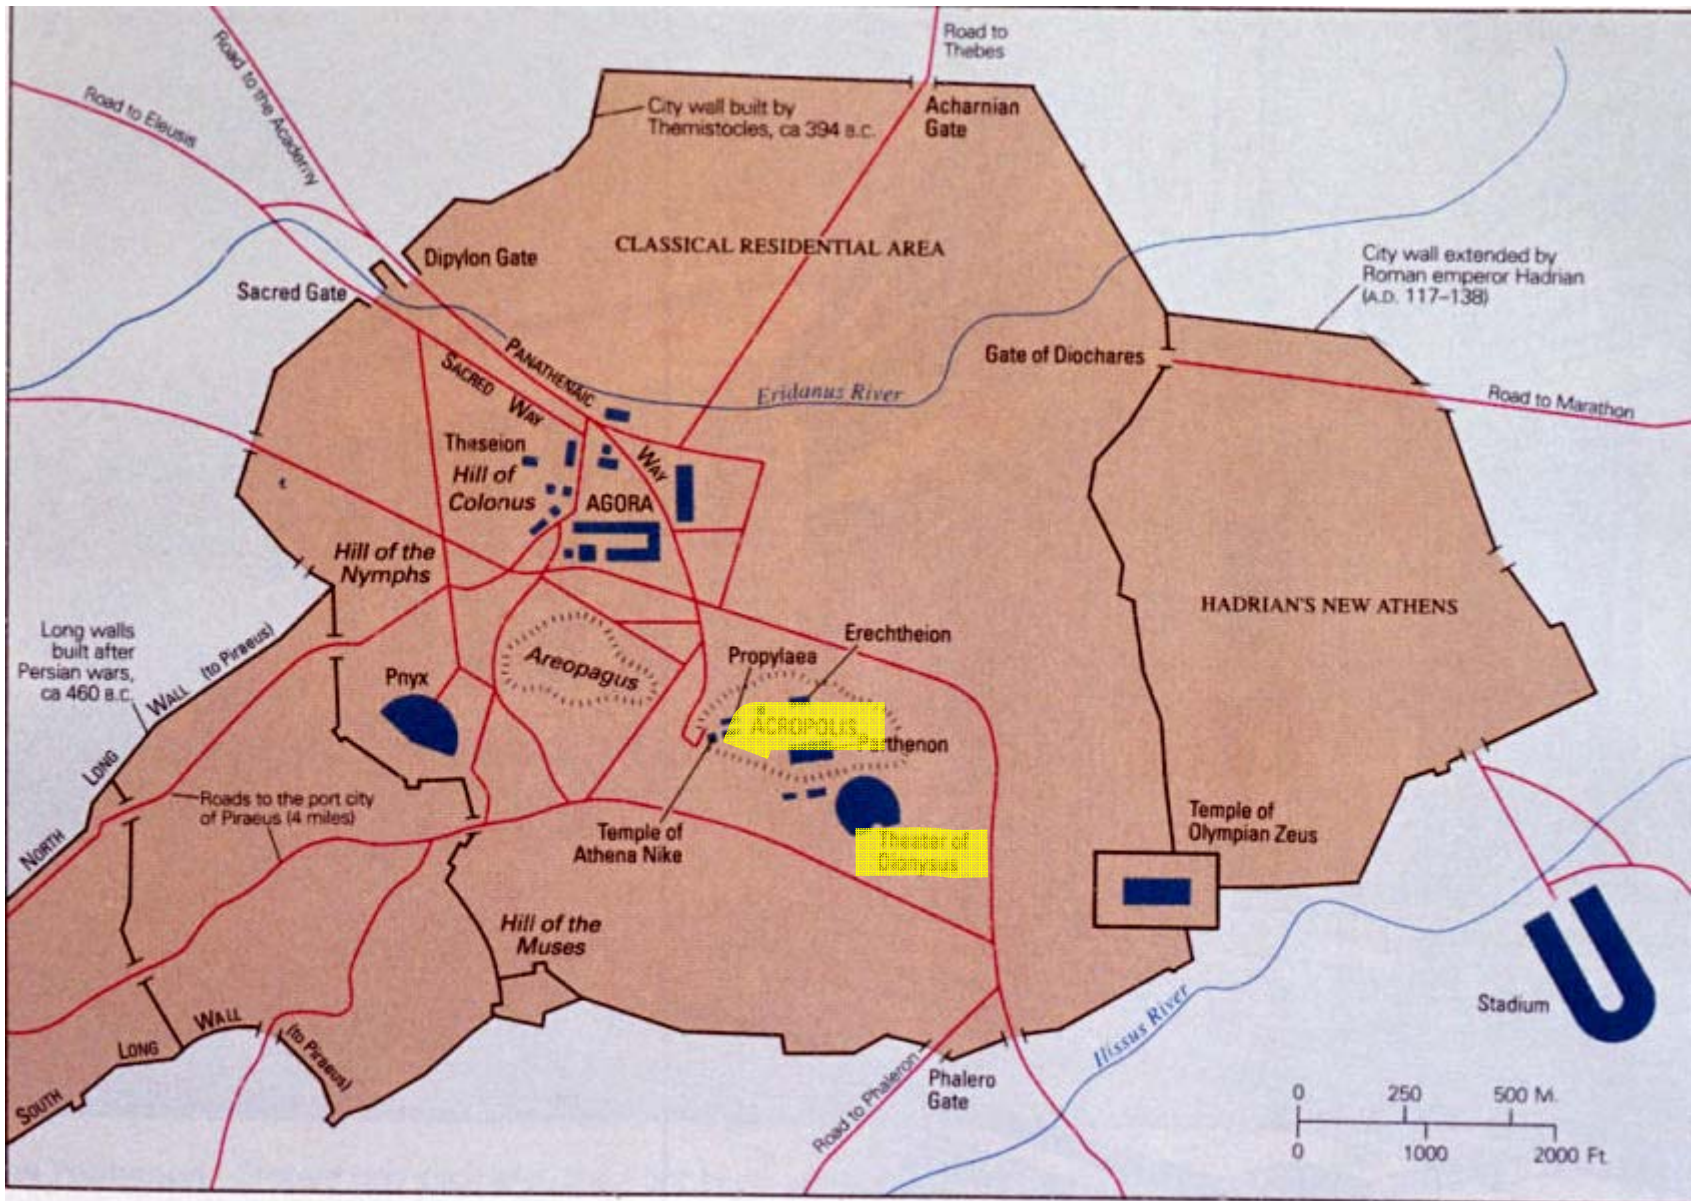 Road to
Thebes
Road to the Academy
Road to Eleusis
City wall built by
Themistocles, ca 394 B.C.
Acharnian
Gate
CLASSICAL RESIDENTIAL AREA
Dipylon Gate
Sacred Gate
City wall extended by
Roman emperor Hadrian
(A.D. 117–138)
Gate of Diochares
Road to Marathon
PANATHENAIC
WAY
SACRED WAY
Eridanus River
Theseion
Hill of
Colonus
AGORA
Hill of the
Nymphs
HADRIAN'S NEW ATHENS
Long walls
built after
Persian wars,
ca 460 B.C.
NORTH LONG WALL (to Piraeus)
Areopagus
Pnyx
Propylaea
Erechtheion
ACROPOLIS
Parthenon
Roads to the port city
of Piraeus (4 miles)
Temple of
Athena Nike
Theater of
Dionysus
Temple of
Olympian Zeus
Hill of the
Muses
Stadium
SOUTH LONG WALL (to Piraeus)
Ilissus River
Road to Phaleron
Phalero
Gate
0 250 500 M.
0 1000 2000 Ft.